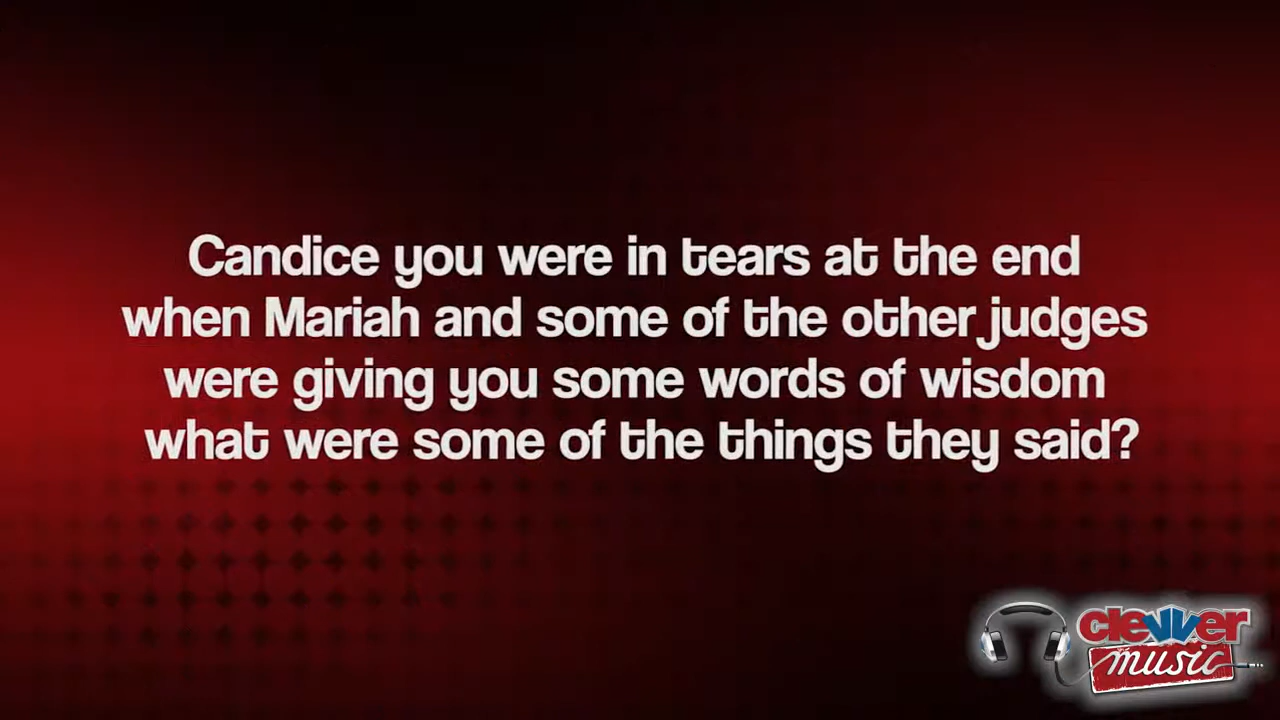 Candice you were in tears at the end
when Mariah and some of the other judges
were giving you some words of wisdom
what were some of the things they said?
clevver
music